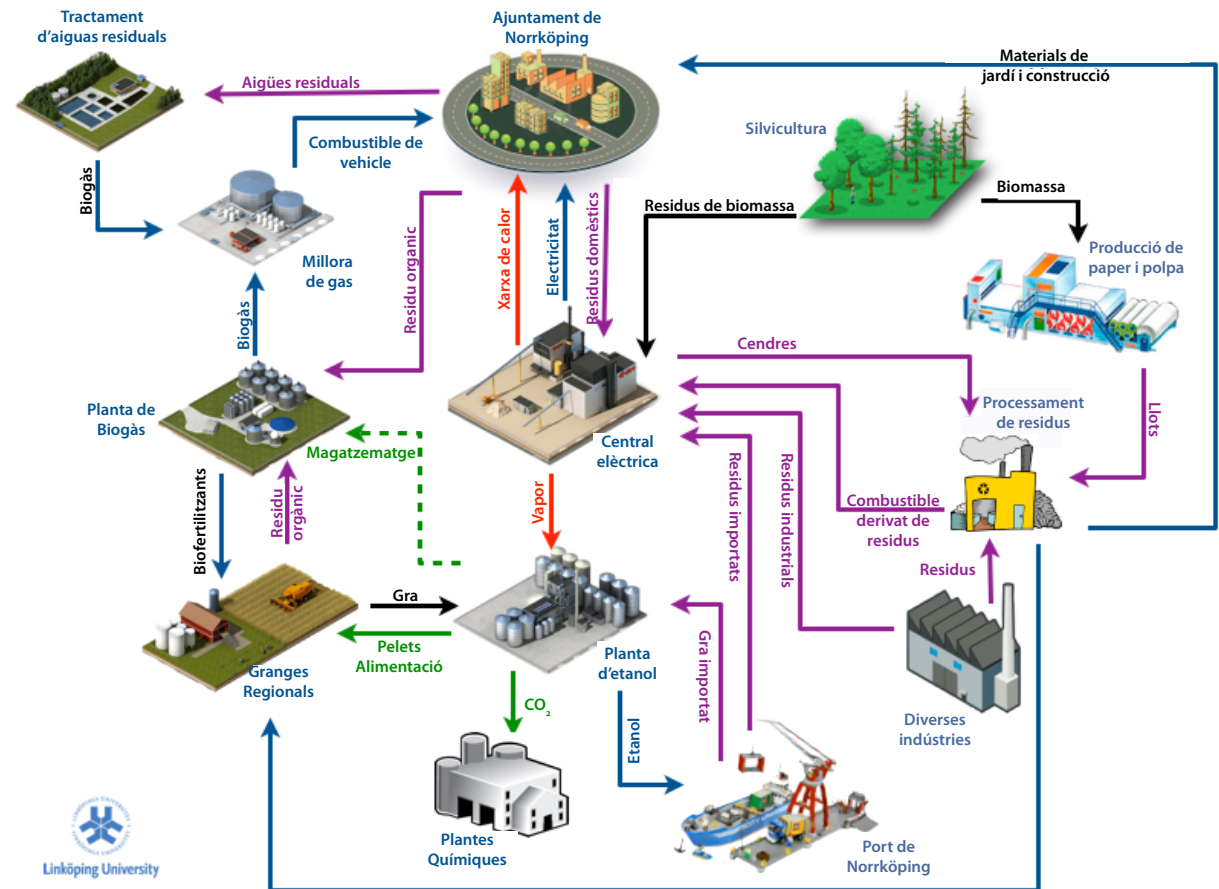 Tractament
d'aiguas residuals
Ajuntament de
Norrköping
Materials de
jardí i construcció
Aigües residuals
Combustible de
vehicle
Silvicultura
Biogàs
Residus de biomassa
Biomassa
Producció de
paper i polpa
Millora
de gas
Residu organic
Xarxa de calor
Electricitat
Residus domèstics
Biogàs
Cendres
Planta de
Biogàs
Processament
de residus
Llots
Magatzematge
Central
elèctrica
Residus importats
Residus industrials
Combustible
derivat de
residus
Biofertilitzants
Residu
orgànic
Vapor
Residus
Gra
Pelets
Alimentació
Granges
Regionals
Planta
d'etanol
Gra importat
CO₂
Etanol
Diverses
indústries
Plantes
Químiques
Port de
Norrköping
LINKÖPINGS UNIVERSITET
Linköping University